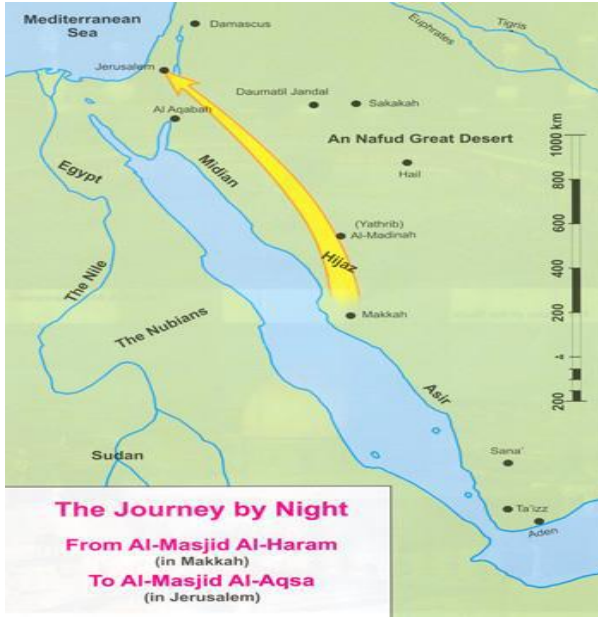 Mediterranean
Sea
Damascus
Tigris
Euphrates
Jerusalem
Daumatil Jandal
Sakakah
Al Aqabah
An Nafud Great Desert
1000 km
Hail
Egypt
Midian
800
(Yathrib)
Al-Madinah
600
Hijaz
400
The Nile
Makkah
200
The Nubians
Asir
200
Sudan
Sana'
Ta'izz
Aden
The Journey by Night
From Al-Masjid Al-Haram
(in Makkah)
To Al-Masjid Al-Aqsa
(in Jerusalem)